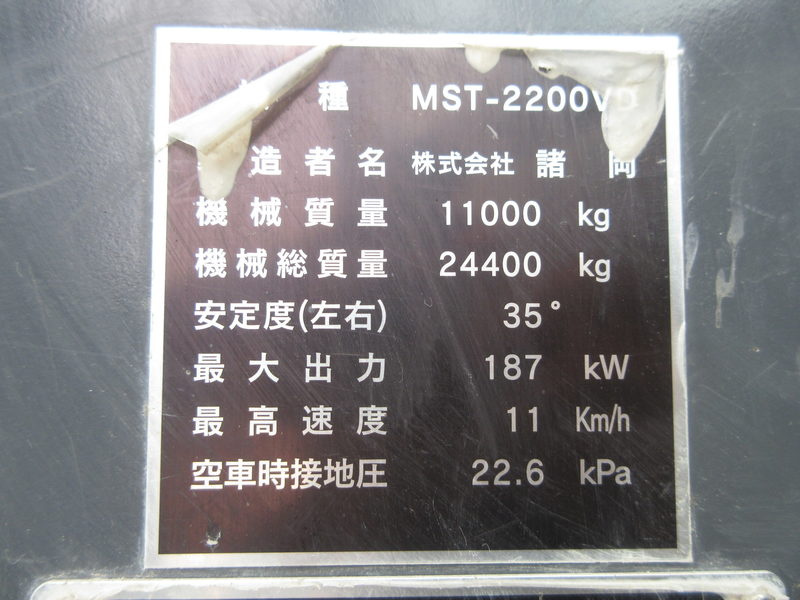 種 MST-2200VD
造者名 株式会社 諸 岡
機械質量 11000 kg
機械総質量 24400 kg
安定度(左右) 35°
最大出力 187 kW
最高速度 11 Km/h
空車時接地圧 22.6 kPa